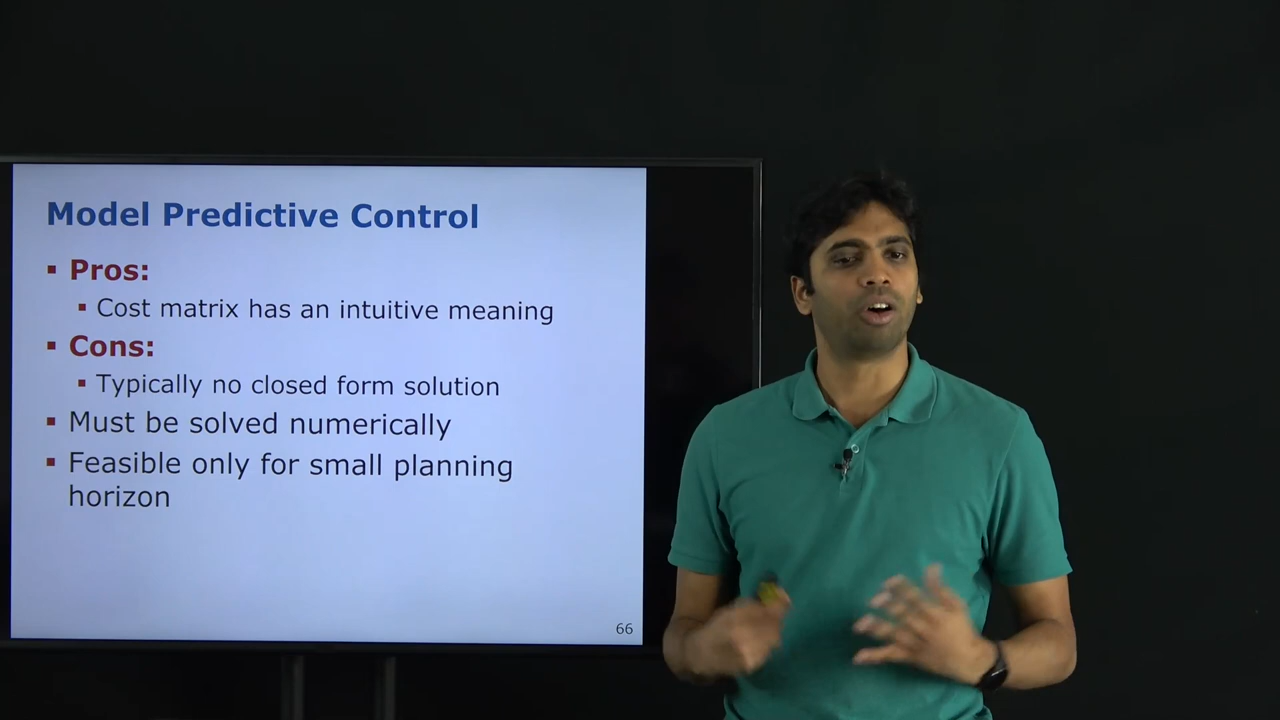 Model Predictive Control
▪ Pros:
▪ Cost matrix has an intuitive meaning
▪ Cons:
▪ Typically no closed form solution
▪ Must be solved numerically
▪ Feasible only for small planning
horizon
66